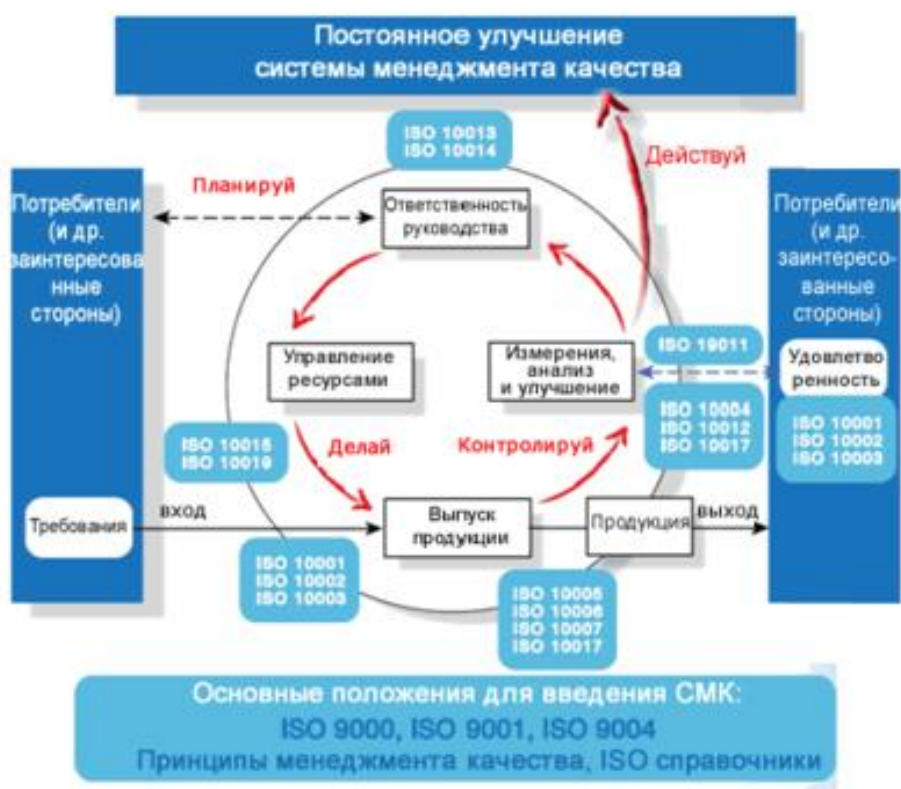 Постоянное улучшение
системы менеджмента качества
ISO 10013
ISO 10014
Действуй
Планируй
Потребители
(и др.
заинтересова
нные
стороны)
Ответственность
руководства
Потребители
(и др.
заинтересо-
ванные
стороны)
Управление
ресурсами
Измерения,
анализ
и улучшение
ISO 19011
Удовлетво
ренность
ISO 10004
ISO 10012
ISO 10017
ISO 10001
ISO 10002
ISO 10003
ISO 10015
ISO 10019
Делай
Контролируй
Требования
вход
Выпуск
продукции
Продукция
выход
ISO 10001
ISO 10002
ISO 10003
ISO 10005
ISO 10006
ISO 10007
ISO 10017
Основные положения для введения СМК:
ISO 9000, ISO 9001, ISO 9004
Принципы менеджмента качества, ISO справочники